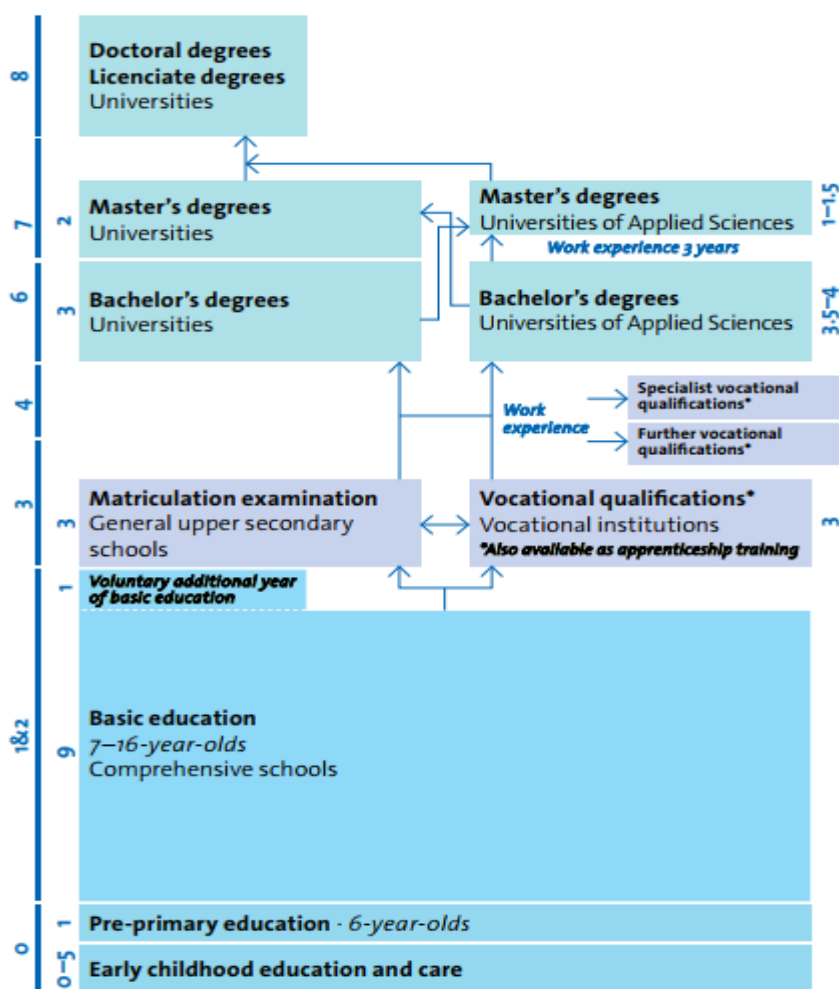 8
Doctoral degrees
Licenciate degrees
Universities
7
2
Master's degrees
Universities
Master's degrees
Universities of Applied Sciences
1–1.5
Work experience 3 years
6
3
Bachelor's degrees
Universities
Bachelor's degrees
Universities of Applied Sciences
3.5–4
4
Work
experience
Specialist vocational
qualifications*
Further vocational
qualifications*
3
3
Matriculation examination
General upper secondary
schools
Vocational qualifications*
Vocational institutions
*Also available as apprenticeship training
3
1
Voluntary additional year
of basic education
1&2
9
Basic education
7–16-year-olds
Comprehensive schools
0
1
Pre-primary education - 6-year-olds
0–5
Early childhood education and care